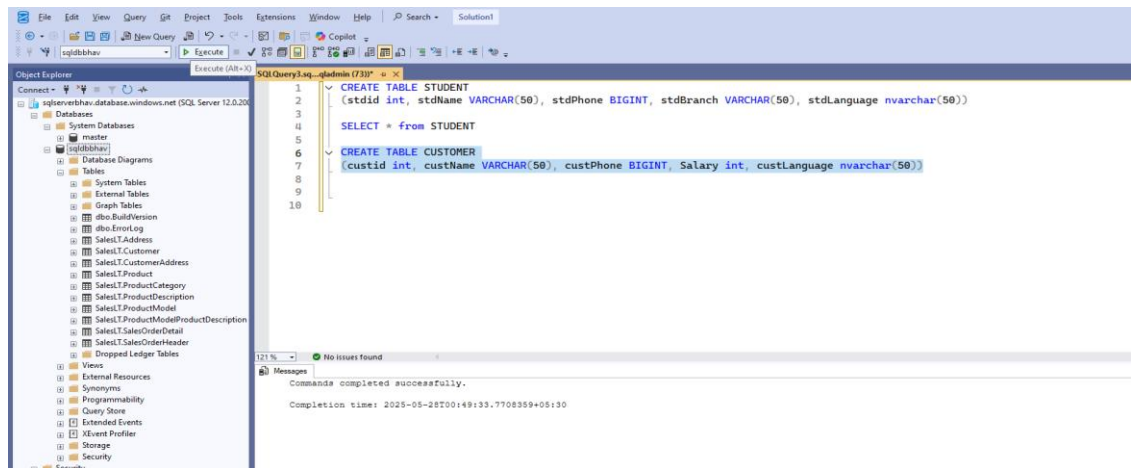 File Edit View Query Git Project Tools Extensions Window Help Search Solution1
New Query Copilot
sqldbbhav Execute
Execute (Alt+X)
Object Explorer
SQLQuery3.sq...qladmin (73))*
Connect
sqlserverbhav.database.windows.net (SQL Server 12.0.200
Databases
System Databases
master
sqldbbhav
Database Diagrams
Tables
System Tables
External Tables
Graph Tables
dbo.BuildVersion
dbo.ErrorLog
SalesLT.Address
SalesLT.Customer
SalesLT.CustomerAddress
SalesLT.Product
SalesLT.ProductCategory
SalesLT.ProductDescription
SalesLT.ProductModel
SalesLT.ProductModelProductDescription
SalesLT.SalesOrderDetail
SalesLT.SalesOrderHeader
Dropped Ledger Tables
Views
External Resources
Synonyms
Programmability
Query Store
Extended Events
XEvent Profiler
Storage
Security
Security
1 CREATE TABLE STUDENT
2 (stdid int, stdName VARCHAR(50), stdPhone BIGINT, stdBranch VARCHAR(50), stdLanguage nvarchar(50))
3
4 SELECT * from STUDENT
5
6 CREATE TABLE CUSTOMER
7 (custid int, custName VARCHAR(50), custPhone BIGINT, Salary int, custLanguage nvarchar(50))
8
9
10
121 % No issues found
Messages
Commands completed successfully.
Completion time: 2025-05-28T00:49:33.7708359+05:30